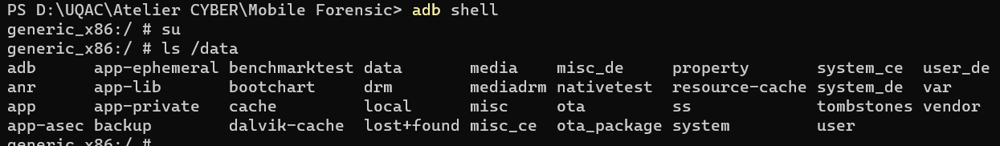 PS D:\UQAC\Atelier CYBER\Mobile Forensic> adb shell
generic_x86:/ # su
generic_x86:/ # ls /data
adb      app-ephemeral benchmarktest data       media    misc_de    property       system_ce  user_de
anr      app-lib       bootchart     drm        mediadrm nativetest resource-cache system_de  var
app      app-private   cache         local      misc     ota        ss             tombstones vendor
app-asec backup        dalvik-cache  lost+found misc_ce  ota_package system         user
generic_x86:/ #